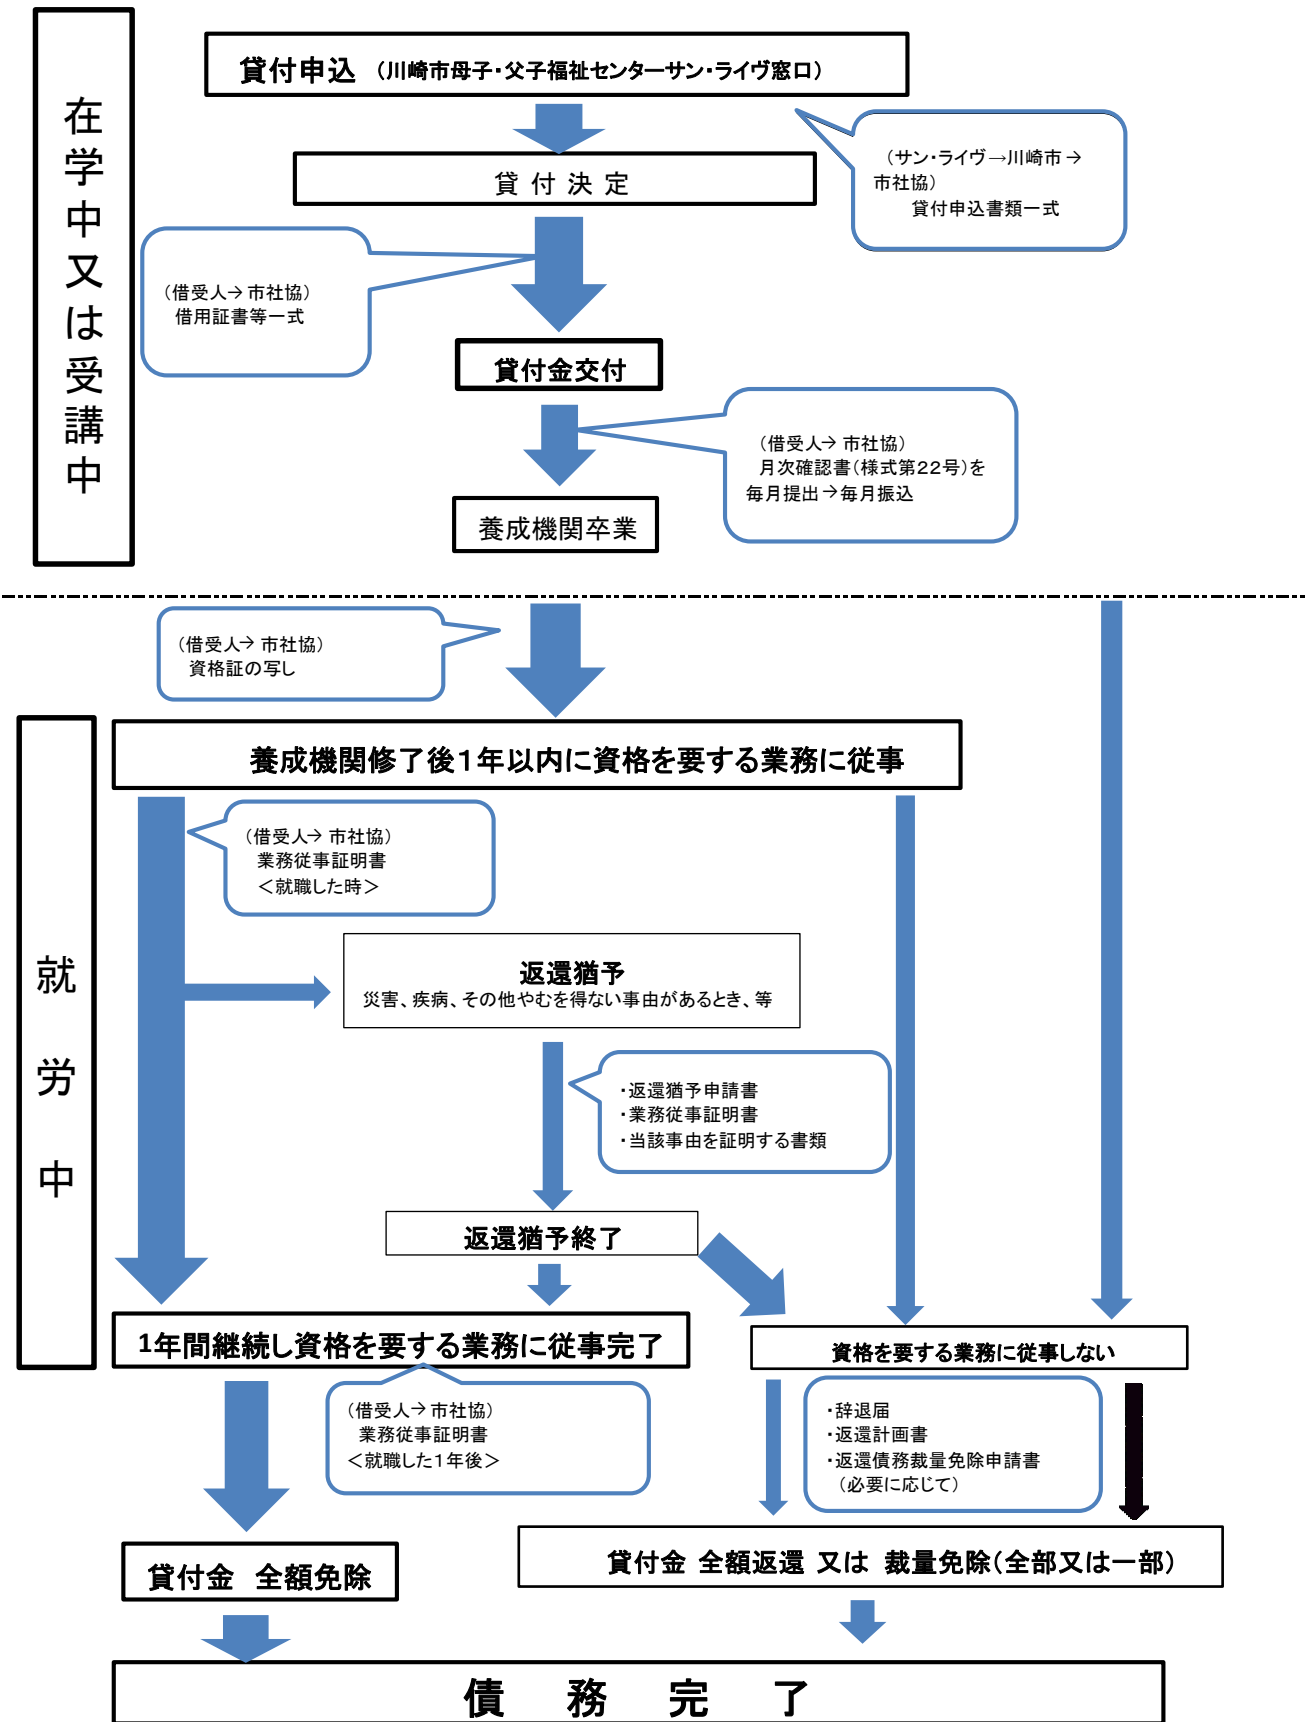 在学中又は受講中
貸付申込 （川崎市母子・父子福祉センターサン・ライヴ窓口）
（サン・ライヴ→川崎市→
市社協）
貸付申込書類一式
貸 付 決 定
（借受人→ 市社協）
借用証書等一式
貸付金交付
（借受人→ 市社協）
月次確認書（様式第２２号）を
毎月提出→毎月振込
養成機関卒業
（借受人→ 市社協）
資格証の写し
就労中
養成機関修了後１年以内に資格を要する業務に従事
（借受人→ 市社協）
業務従事証明書
＜就職した時＞
返還猶予
災害、疾病、その他やむを得ない事由があるとき、等
・返還猶予申請書
・業務従事証明書
・当該事由を証明する書類
返還猶予終了
1年間継続し資格を要する業務に従事完了
資格を要する業務に従事しない
（借受人→ 市社協）
業務従事証明書
＜就職した１年後＞
・辞退届
・返還計画書
・返還債務裁量免除申請書
（必要に応じて）
貸付金　全額免除
貸付金 全額返還 又は 裁量免除（全部又は一部）
債　務　完　了